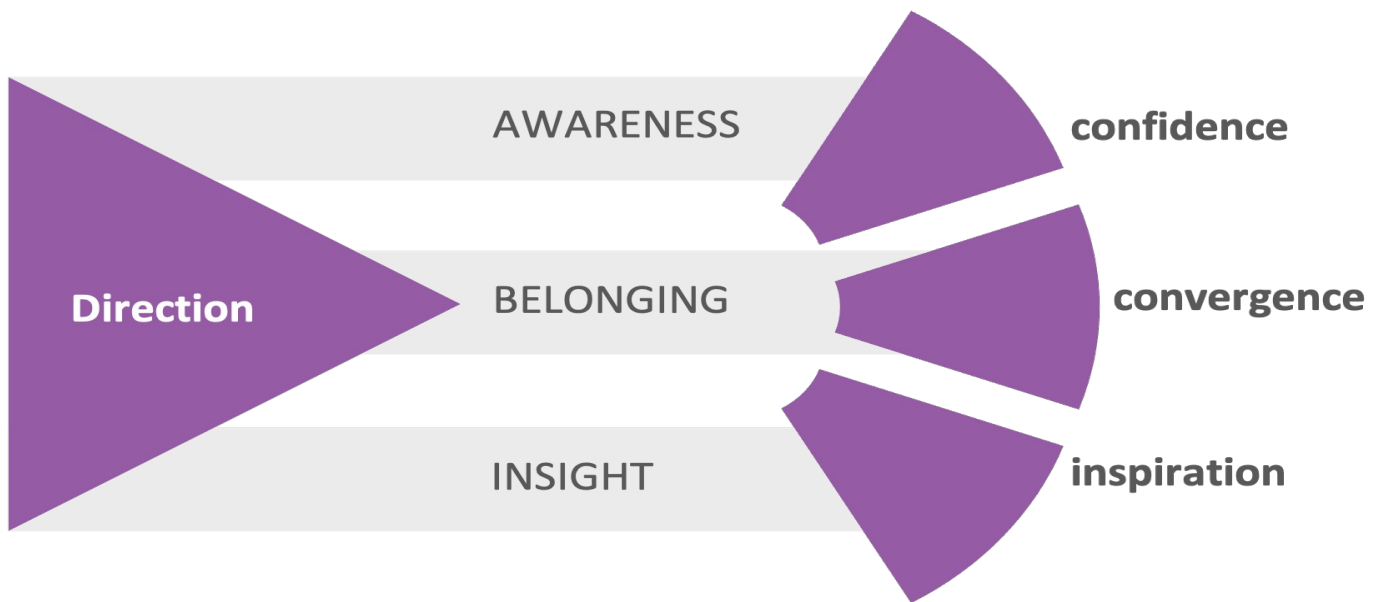 AWARENESS
confidence
Direction
BELONGING
convergence
INSIGHT
inspiration